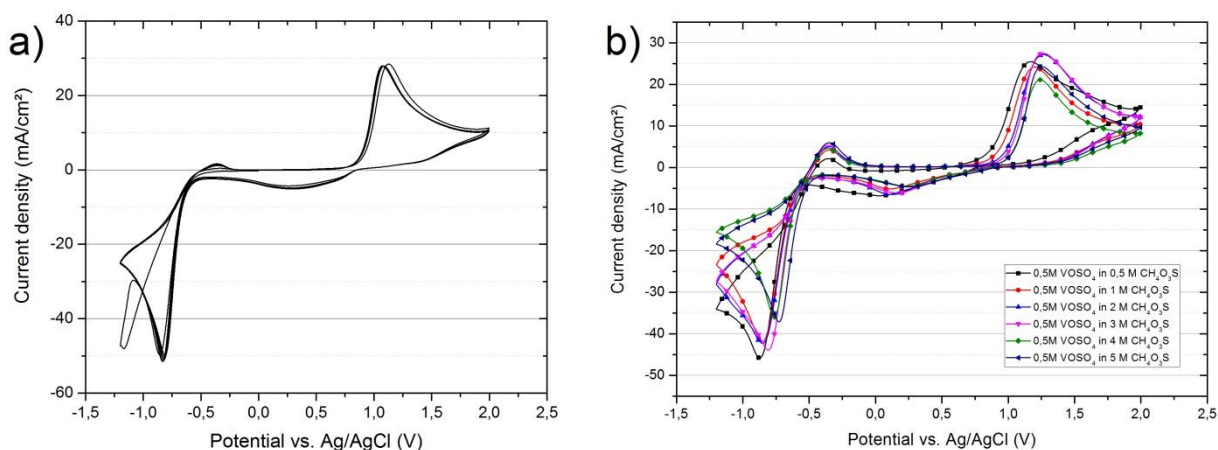 a)
40
20
0
-20
-40
-60
Current density (mA/cm²)
-1,5 -1,0 -0,5 0,0 0,5 1,0 1,5 2,0 2,5
Potential vs. Ag/AgCl (V)
b)
30
25
20
15
10
5
0
-5
-10
-15
-20
-25
-30
-35
-40
-45
-50
Current density (mA/cm²)
0,5M VOSO₄ in 0,5 M CH₄O₃S
0,5M VOSO₄ in 1 M CH₄O₃S
0,5M VOSO₄ in 2 M CH₄O₃S
0,5M VOSO₄ in 3 M CH₄O₃S
0,5M VOSO₄ in 4 M CH₄O₃S
0,5M VOSO₄ in 5 M CH₄O₃S
-1,5 -1,0 -0,5 0,0 0,5 1,0 1,5 2,0 2,5
Potential vs. Ag/AgCl (V)